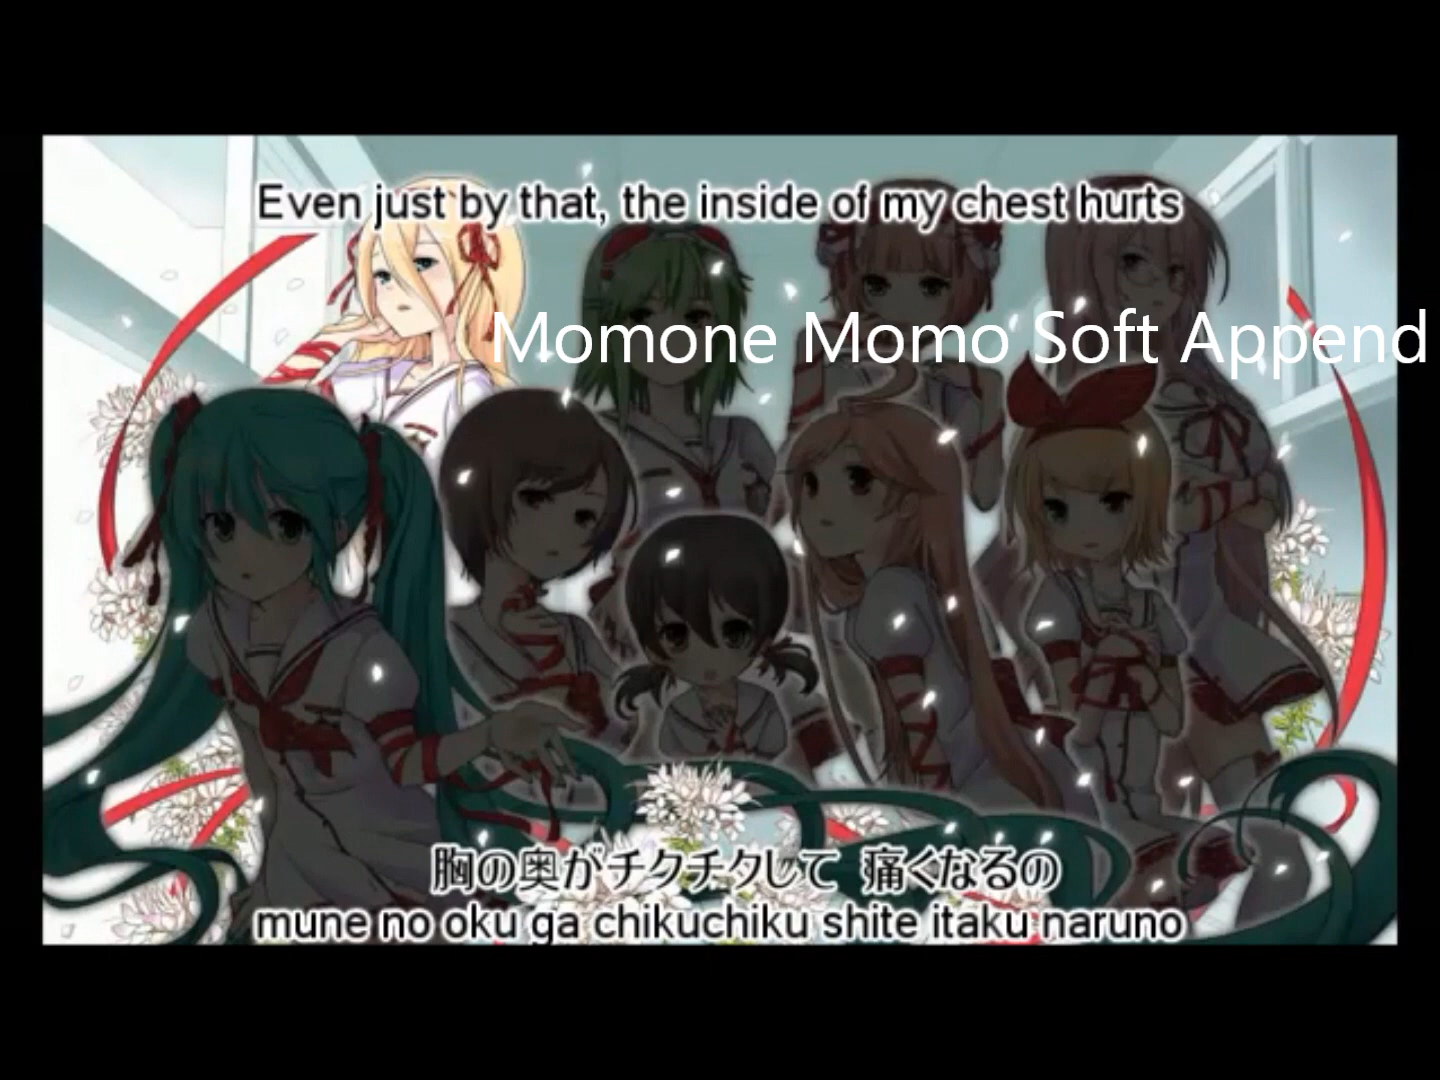 Even just by that, the inside of my chest hurts
Momone Momo Soft Append
胸の奥がチクチクして 痛くなるの
mune no oku ga chikuchiku shite itaku naruno